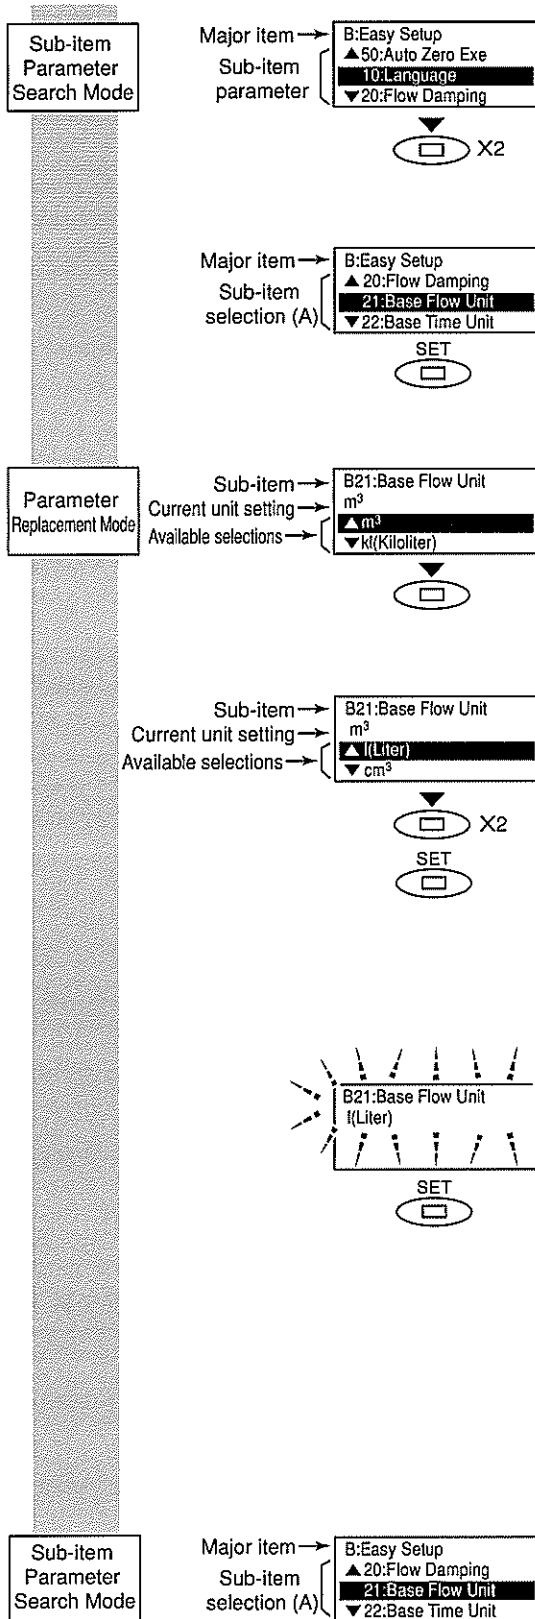 Sub-item
Parameter
Search Mode
Major item
Sub-item
parameter
B:Easy Setup
▲50:Auto Zero Exe
10:Language
▼20:Flow Damping
▼
X2
Major item
Sub-item
selection (A)
B:Easy Setup
▲20:Flow Damping
21:Base Flow Unit
▼22:Base Time Unit
SET
Parameter
Replacement Mode
Sub-item
Current unit setting
Available selections
B21:Base Flow Unit
m³
▲ m³
▼ kl(Kiloliter)
▼
Sub-item
Current unit setting
Available selections
B21:Base Flow Unit
m³
▲ l(Liter)
▼ cm³
▼
X2
SET
B21:Base Flow Unit
l(Liter)
SET
Sub-item
Parameter
Search Mode
Major item
Sub-item
selection (A)
B:Easy Setup
▲20:Flow Damping
21:Base Flow Unit
▼22:Base Time Unit